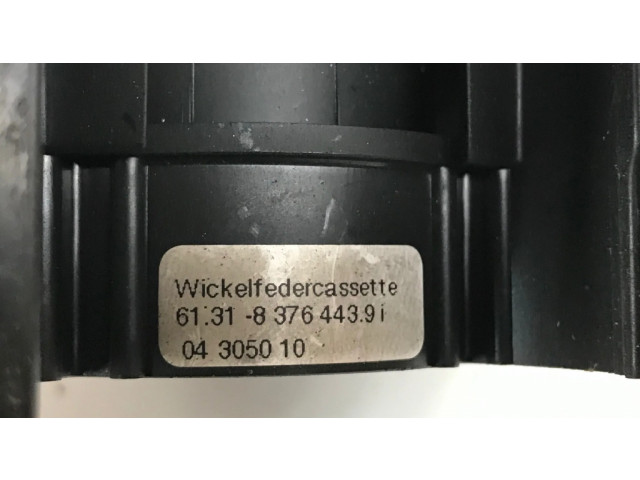 Wickelfedercassette
61.31 -8 376 443.9 i
04 3050 10